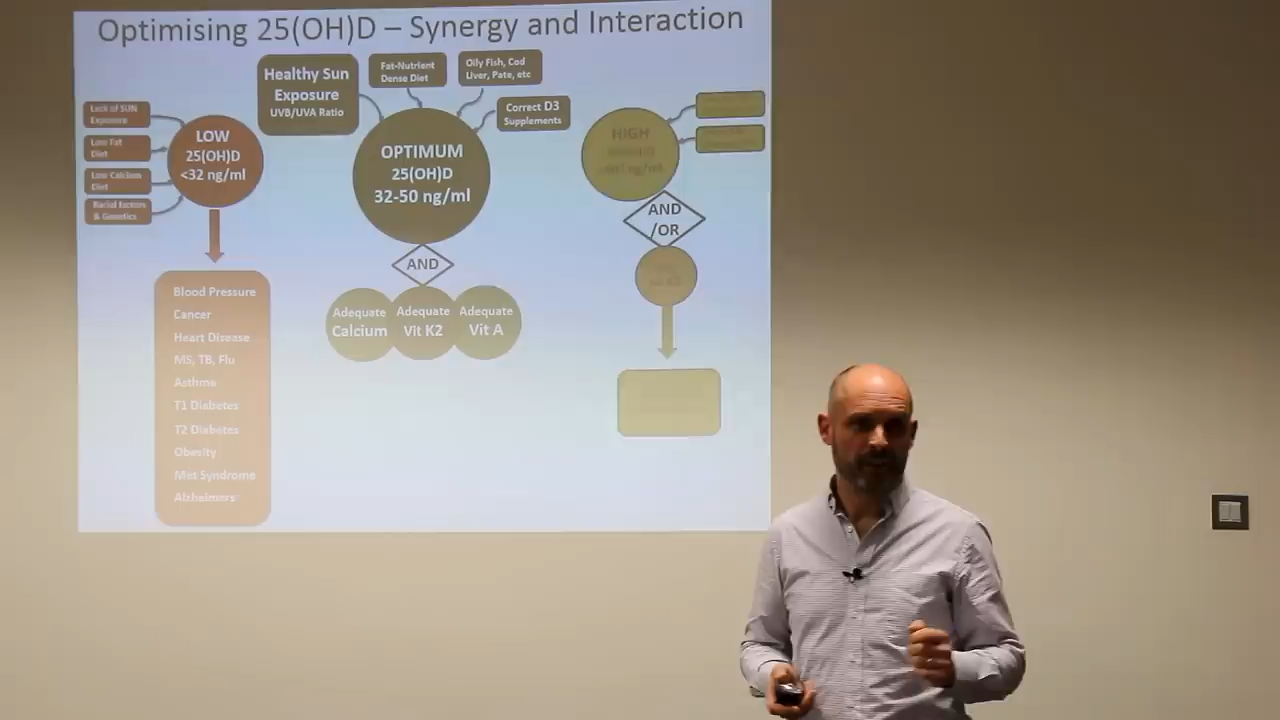 Optimising 25(OH)D – Synergy and Interaction
Lack of SUN
Exposure
Low Fat
Diet
Low Calcium
Diet
Racial factors
& Genetics
LOW
25(OH)D
<32 ng/ml
Blood Pressure
Cancer
Heart Disease
MS, TB, Flu
Asthma
T1 Diabetes
T2 Diabetes
Obesity
Met Syndrome
Alzheimers
Healthy Sun
Exposure
UVB/UVA Ratio
Fat-Nutrient
Dense Diet
Oily Fish, Cod
Liver, Pate, etc
Correct D3
Supplements
OPTIMUM
25(OH)D
32-50 ng/ml
AND
Adequate
Calcium
Adequate
Vit K2
Adequate
Vit A
HIGH
AND
/OR